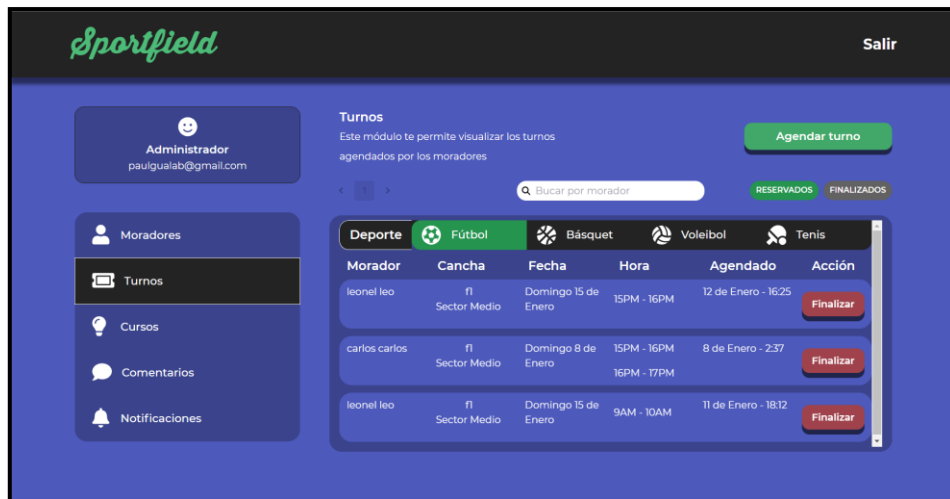 Sportfield
Salir
Administrador
paulgualab@gmail.com
Moradores
Turnos
Cursos
Comentarios
Notificaciones
Turnos
Este módulo te permite visualizar los turnos
agendados por los moradores
Agendar turno
< 1 >
Bucar por morador
RESERVADOS FINALIZADOS
Deporte Fútbol Básquet Voleibol Tenis
Morador Cancha Fecha Hora Agendado Acción
leonel leo f1 Domingo 15 de 15PM - 16PM 12 de Enero - 16:25 Finalizar
Sector Medio Enero
carlos carlos f1 Domingo 8 de 15PM - 16PM 8 de Enero - 2:37 Finalizar
Sector Medio Enero 16PM - 17PM
leonel leo f1 Domingo 15 de 9AM - 10AM 11 de Enero - 18:12 Finalizar
Sector Medio Enero